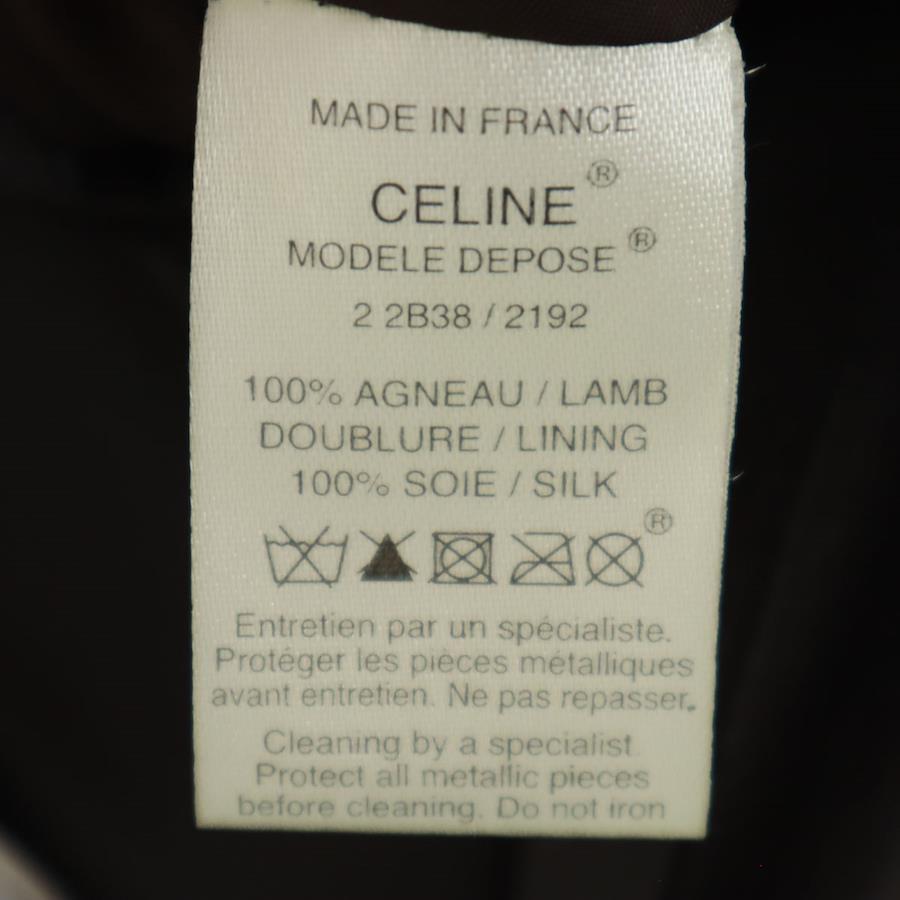 MADE IN FRANCE
CELINE®
MODELE DEPOSE®
2 2B38 / 2192
100% AGNEAU / LAMB
DOUBLURE / LINING
100% SOIE / SILK
®
Entretien par un spécialiste.
Protéger les pièces métalliques
avant entretien. Ne pas repasser.
Cleaning by a specialist
Protect all metallic pieces
before cleaning. Do not iron